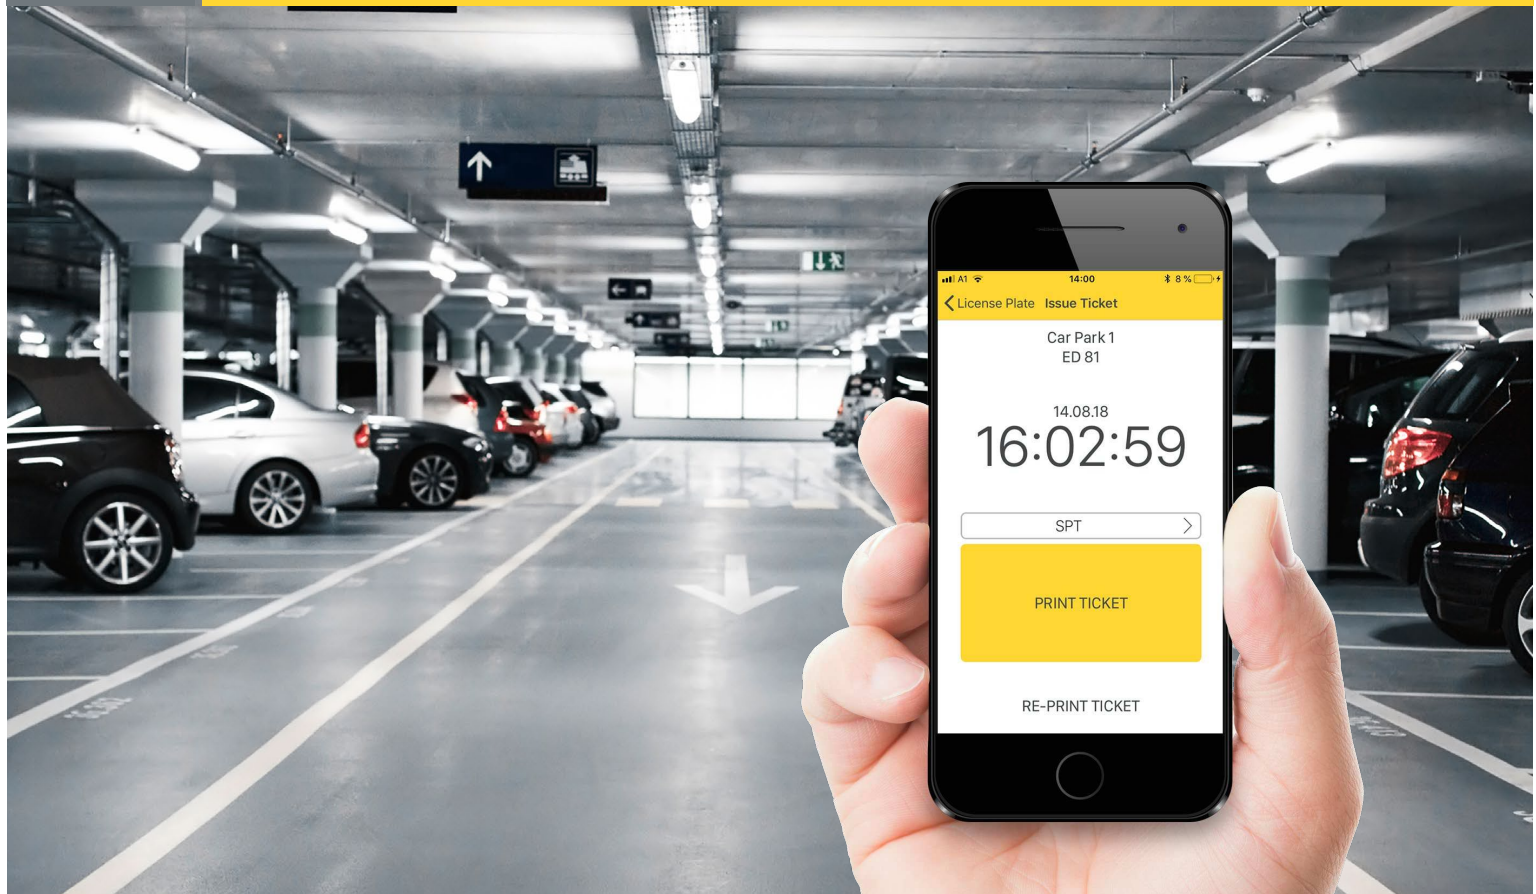 A1 14:00 8 %
License Plate Issue Ticket
Car Park 1
ED 81
14.08.18
16:02:59
SPT
PRINT TICKET
RE-PRINT TICKET